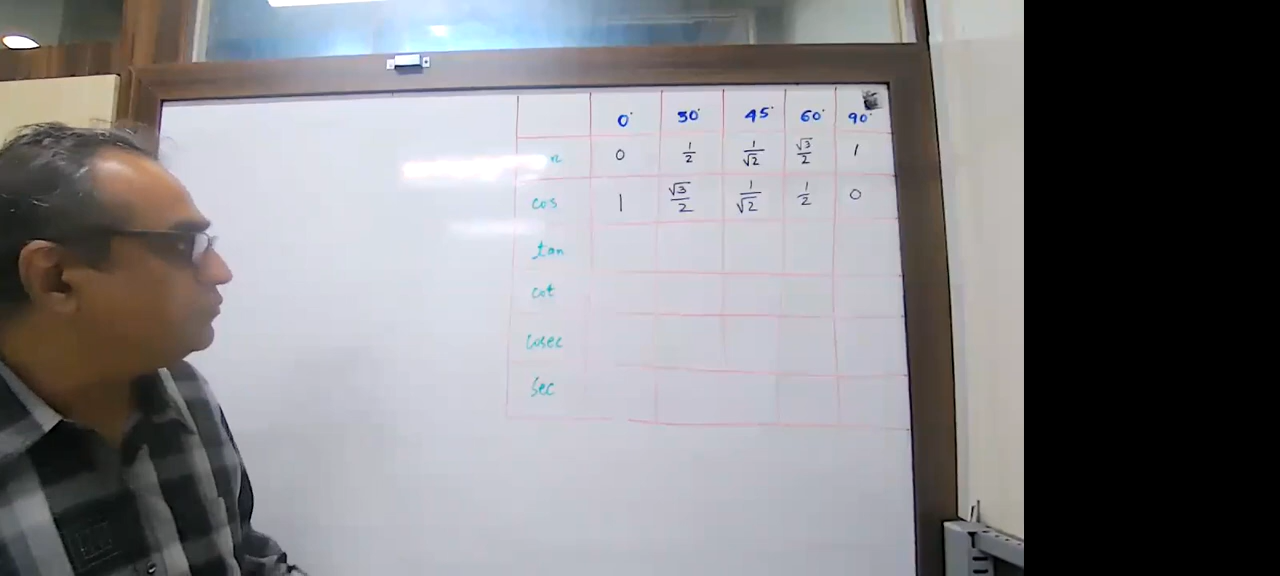 0° 30° 45° 60° 90°
0 1/2 1/√2 √3/2 1
cos 1 √3/2 1/√2 1/2 0
tan
cot
cosec
sec